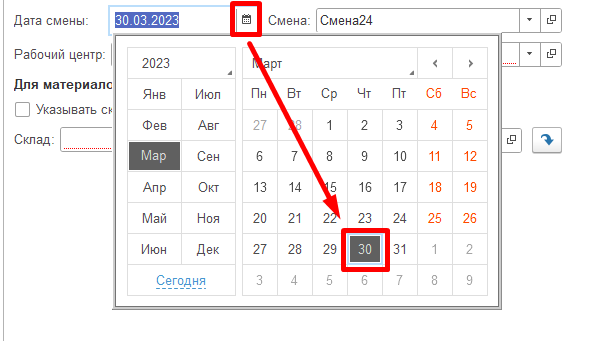 Дата смены: 30.03.2023 Смена: Смена24
Рабочий центр:
2023 Март
Для материало
Янв Июл Пн Вт Ср Чт Пт Сб Вс
Указывать ск
Фев Авг 27 28 1 2 3 4 5
Склад:
Мар Сен 6 7 8 9 10 11 12
Апр Окт 13 14 15 16 17 18 19
Май Ноя 20 21 22 23 24 25 26
Июн Дек 27 28 29 30 31 1 2
Сегодня 3 4 5 6 7 8 9